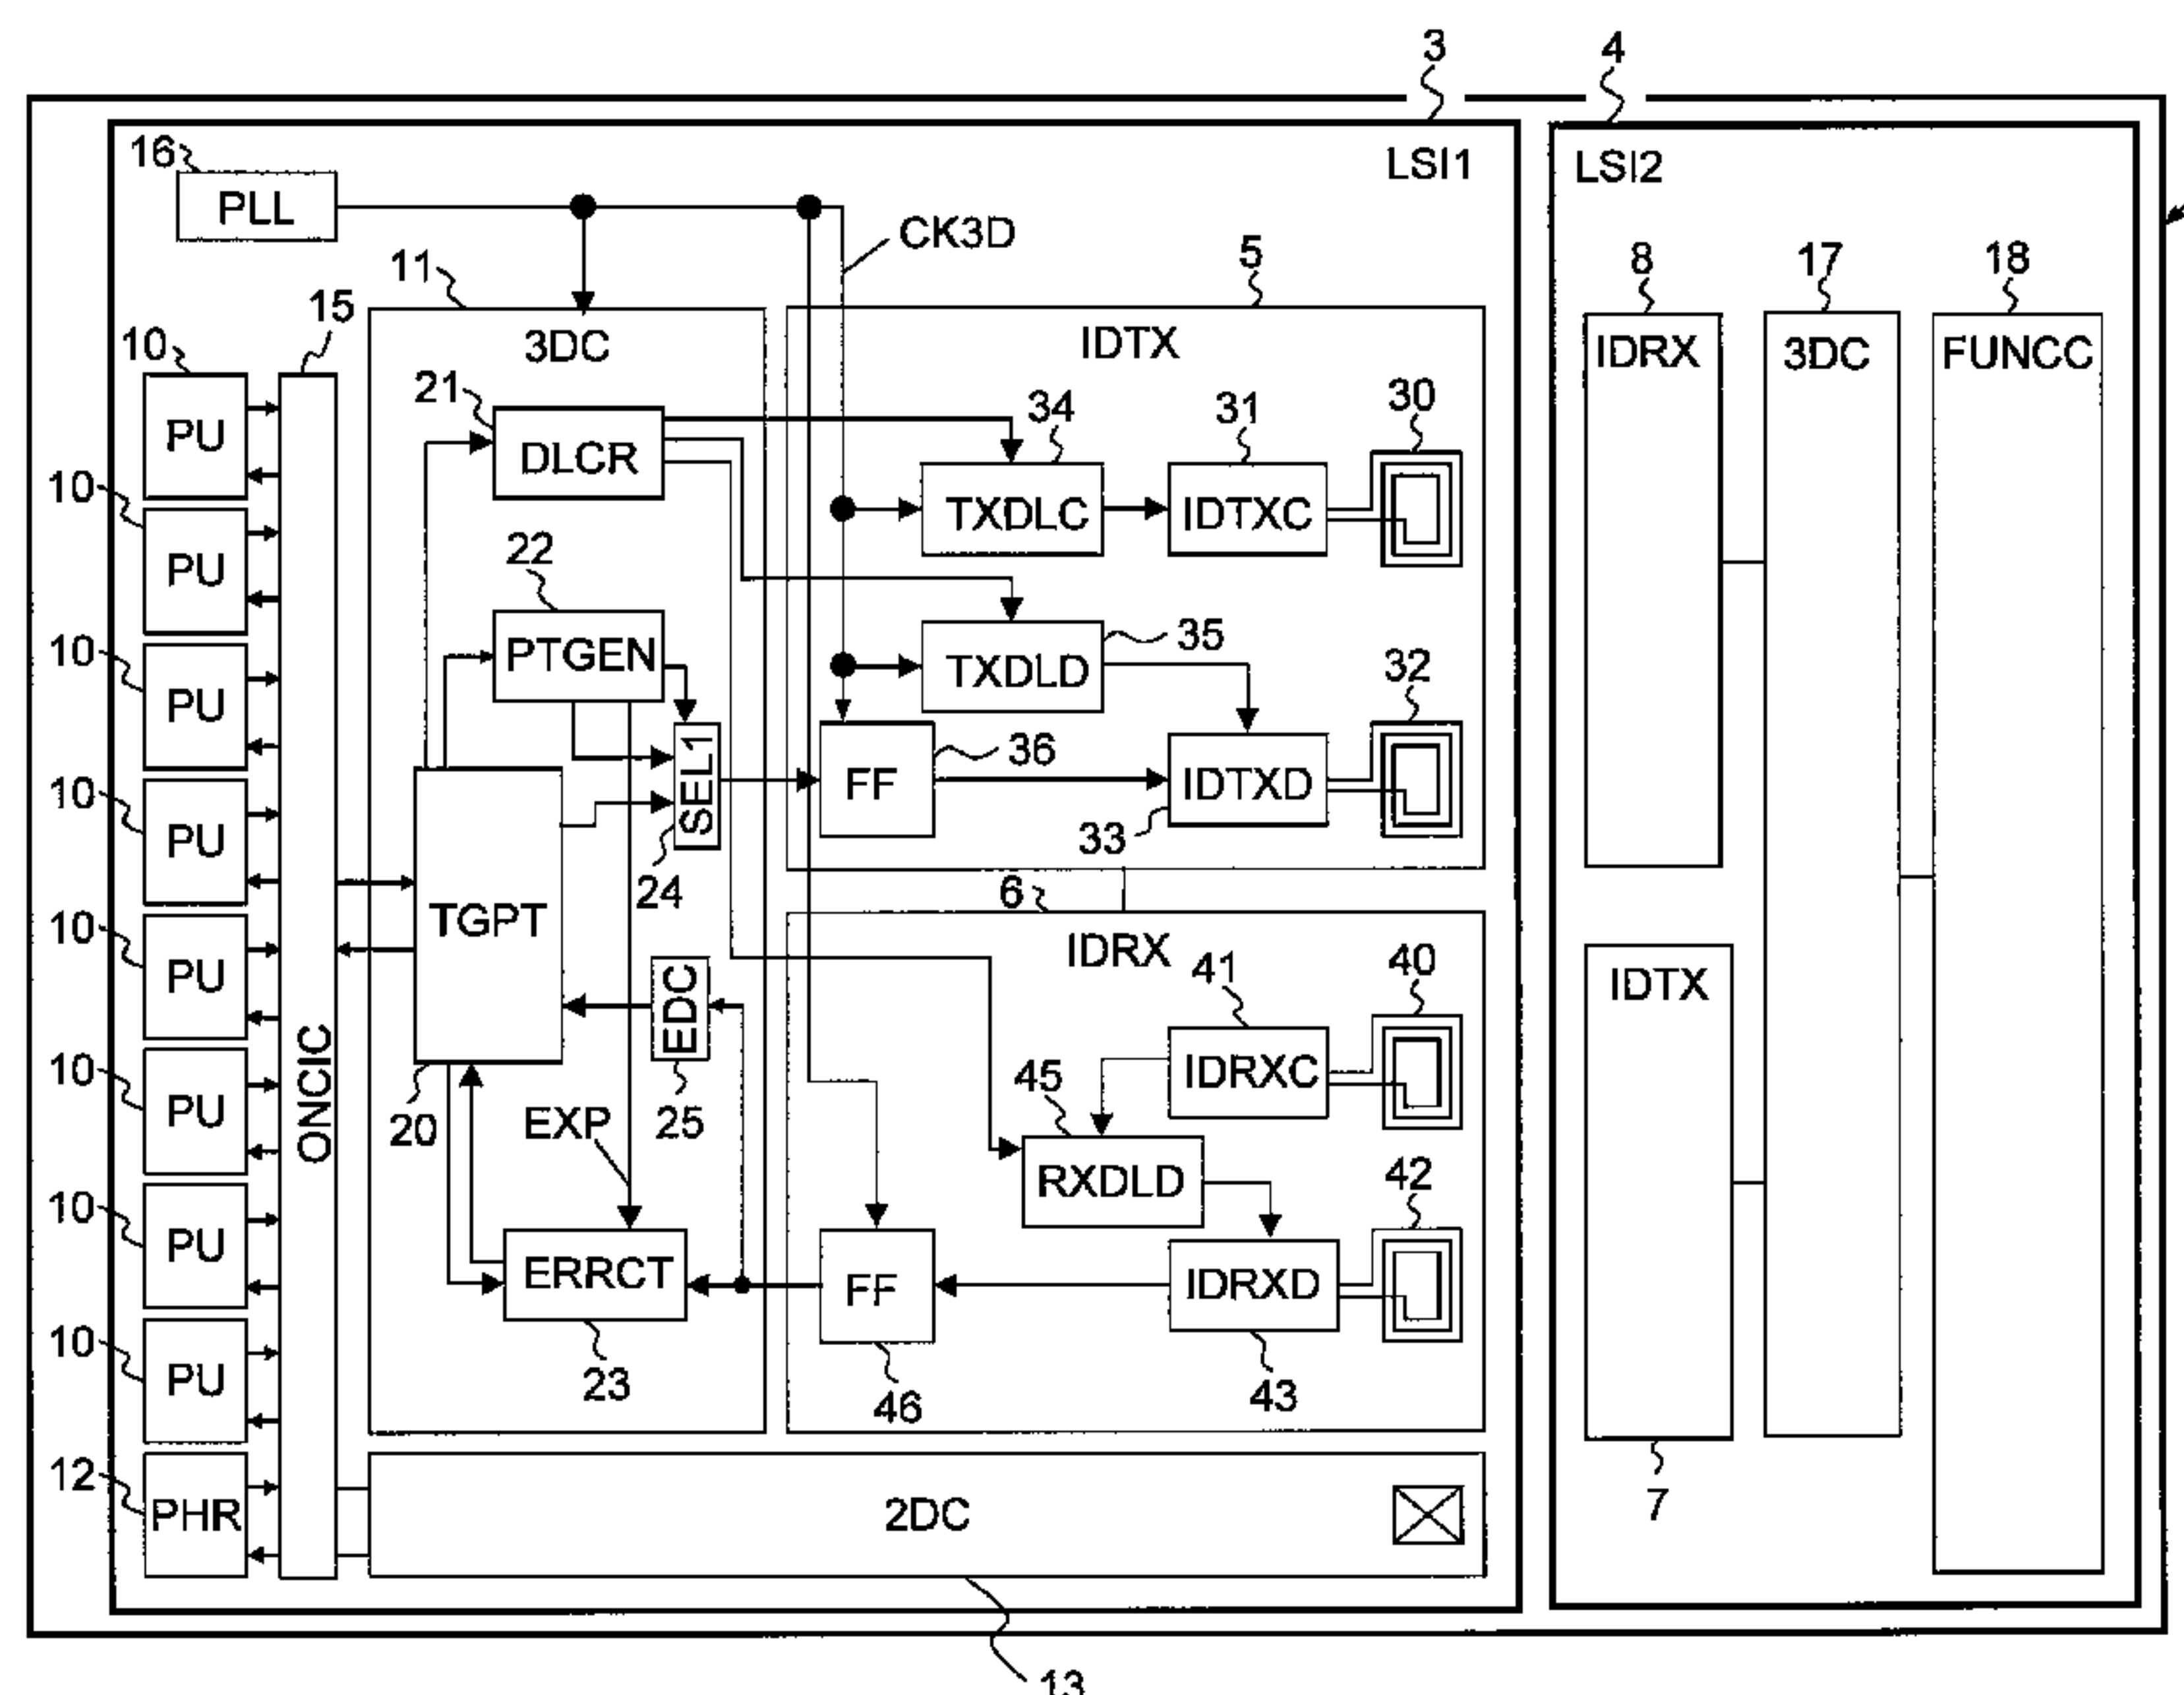 3
4
16
PLL
LSI1
LSI2
CK3D
11
5
8
17
18
15
3DC
IDTX
IDRX
3DC
FUNCC
10
PU
21
DLCR
34
31
30
TXDLC
IDTXC
10
PU
22
PTGEN
35
TXDLD
32
10
PU
SEL1
36
FF
IDTXD
33
10
PU
24
6
TGPT
10
PU
IDRX
41
40
IDTX
EDC
IDRXC
ONCIC
10
PU
20
EXP
25
45
RXDLD
42
10
PU
ERRCT
FF
IDRXD
10
PU
23
46
43
12
PHR
2DC
7
13